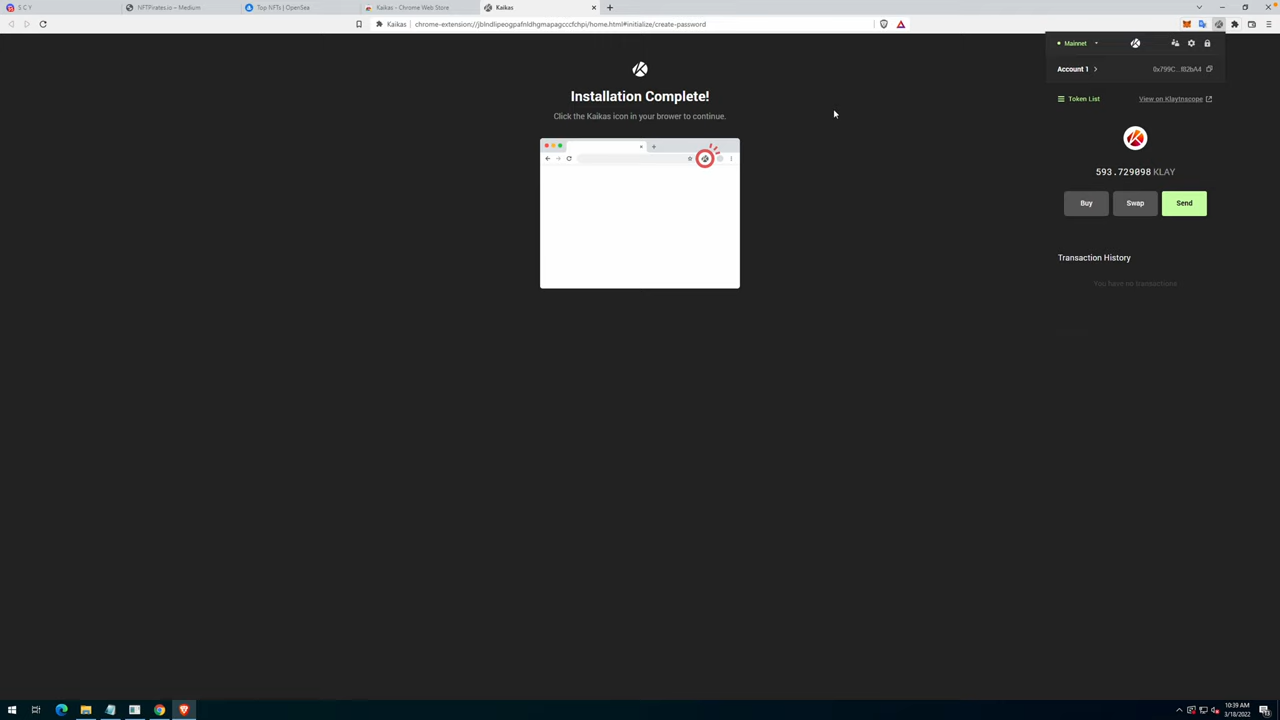 S C Y
NFTPirates.io – Medium
Top NFTs | OpenSea
Kaikas - Chrome Web Store
Kaikas
Kaikas
chrome-extension://jblndlipeogpafnldhgmapagcccfchpi/home.html#initialize/create-password
Mainnet
Account 1
0x799C...f82bA4
Token List
View on Klaytnscope
593.729098 KLAY
Buy
Swap
Send
Transaction History
You have no transactions
Installation Complete!
Click the Kaikas icon in your brower to continue.
10:39 AM
3/18/2022